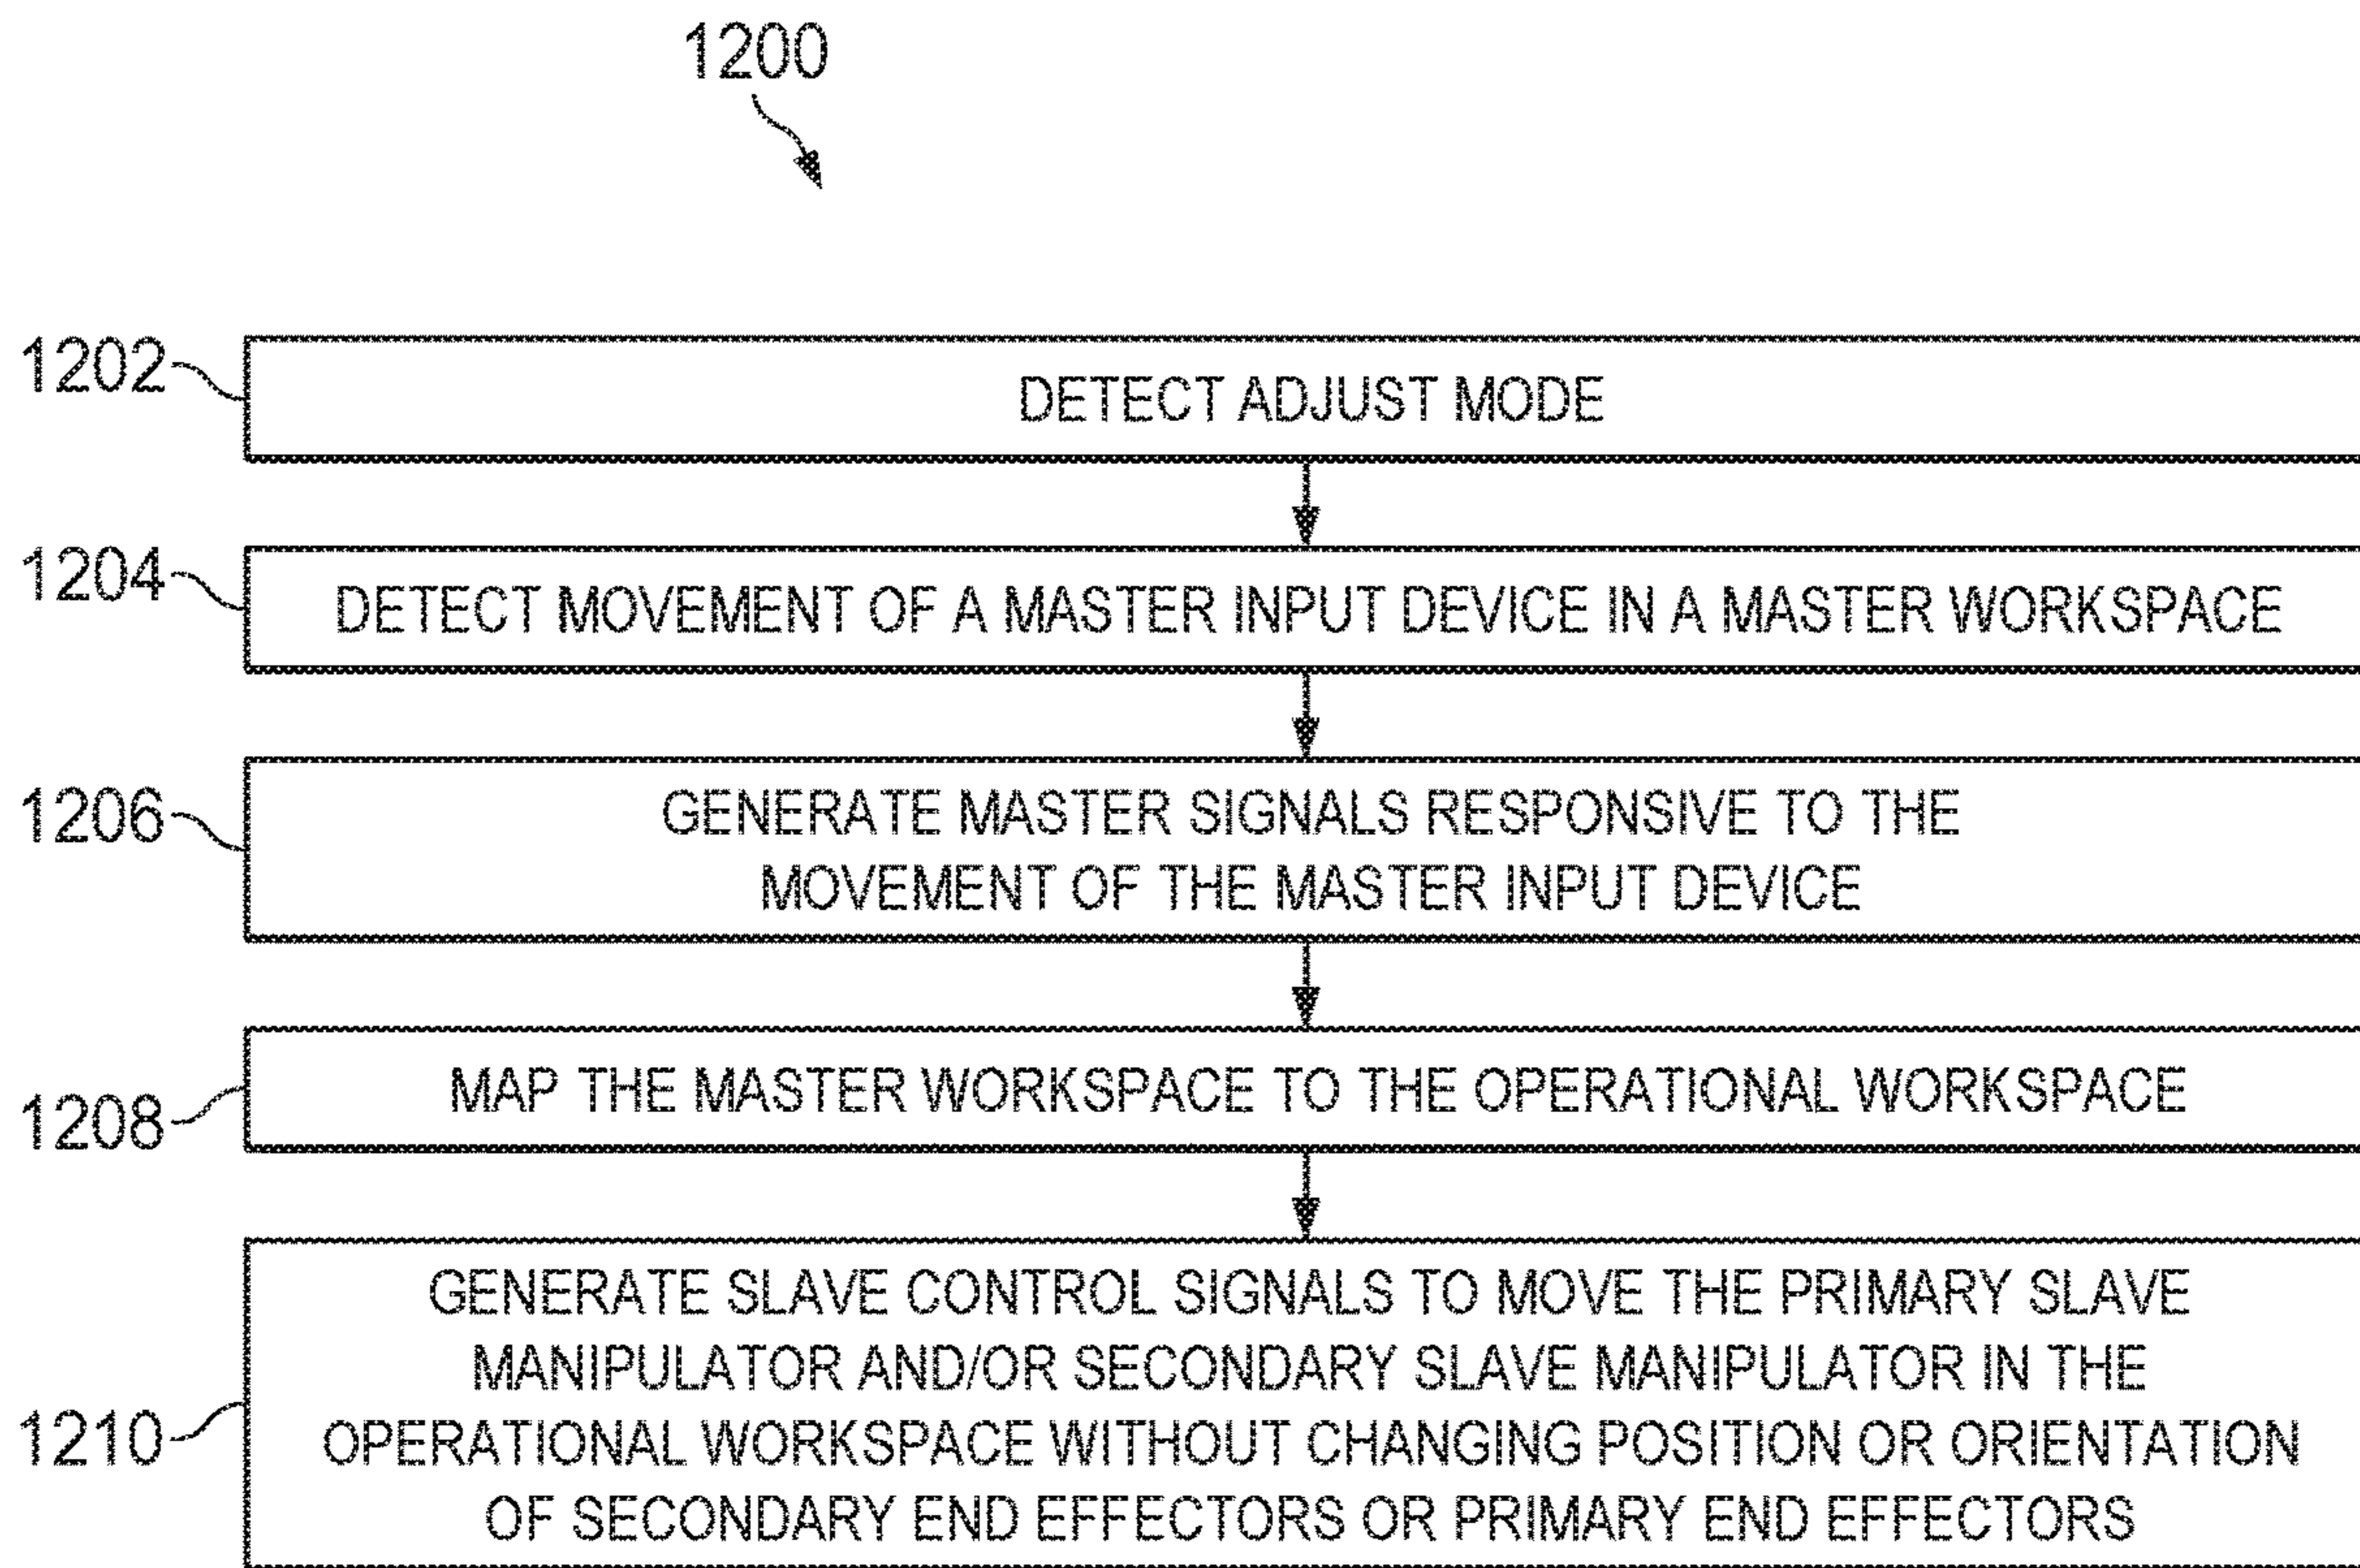 1200
1202
DETECT ADJUST MODE
1204
DETECT MOVEMENT OF A MASTER INPUT DEVICE IN A MASTER WORKSPACE
1206
GENERATE MASTER SIGNALS RESPONSIVE TO THE
MOVEMENT OF THE MASTER INPUT DEVICE
1208
MAP THE MASTER WORKSPACE TO THE OPERATIONAL WORKSPACE
1210
GENERATE SLAVE CONTROL SIGNALS TO MOVE THE PRIMARY SLAVE
MANIPULATOR AND/OR SECONDARY SLAVE MANIPULATOR IN THE
OPERATIONAL WORKSPACE WITHOUT CHANGING POSITION OR ORIENTATION
OF SECONDARY END EFFECTORS OR PRIMARY END EFFECTORS